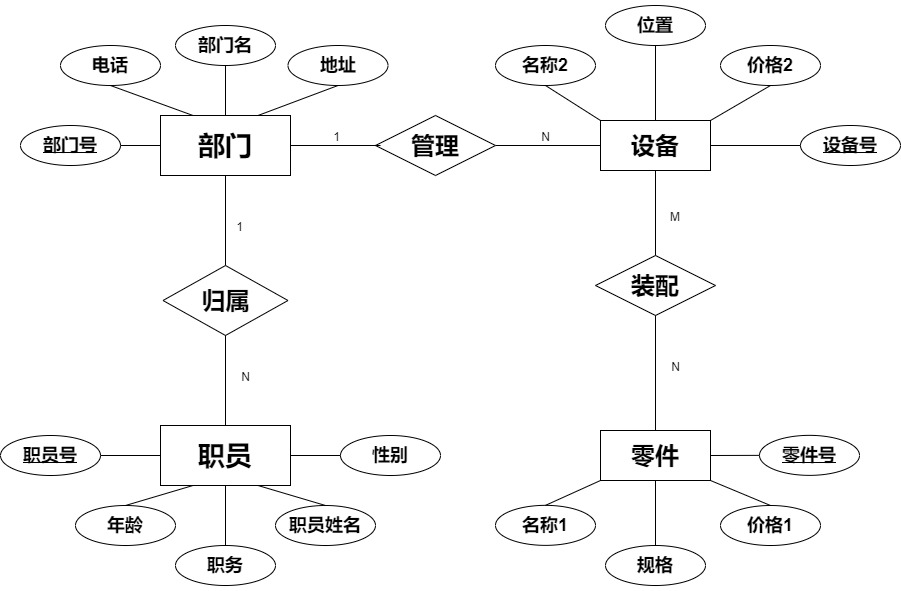 位置
部门名
电话
地址
名称2
价格2
部门号
部门
1
管理
N
设备
设备号
1
M
归属
装配
N
N
职员号
职员
性别
零件
零件号
年龄
职员姓名
名称1
价格1
职务
规格